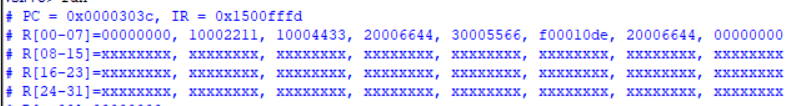 # PC = 0x0000303c, IR = 0x1500fffd
# R[00-07]=00000000, 10002211, 10004433, 20006644, 30005566, f00010de, 20006644, 00000000
# R[08-15]=xxxxxxxx, xxxxxxxx, xxxxxxxx, xxxxxxxx, xxxxxxxx, xxxxxxxx, xxxxxxxx, xxxxxxxx
# R[16-23]=xxxxxxxx, xxxxxxxx, xxxxxxxx, xxxxxxxx, xxxxxxxx, xxxxxxxx, xxxxxxxx, xxxxxxxx
# R[24-31]=xxxxxxxx, xxxxxxxx, xxxxxxxx, xxxxxxxx, xxxxxxxx, xxxxxxxx, xxxxxxxx, xxxxxxxx